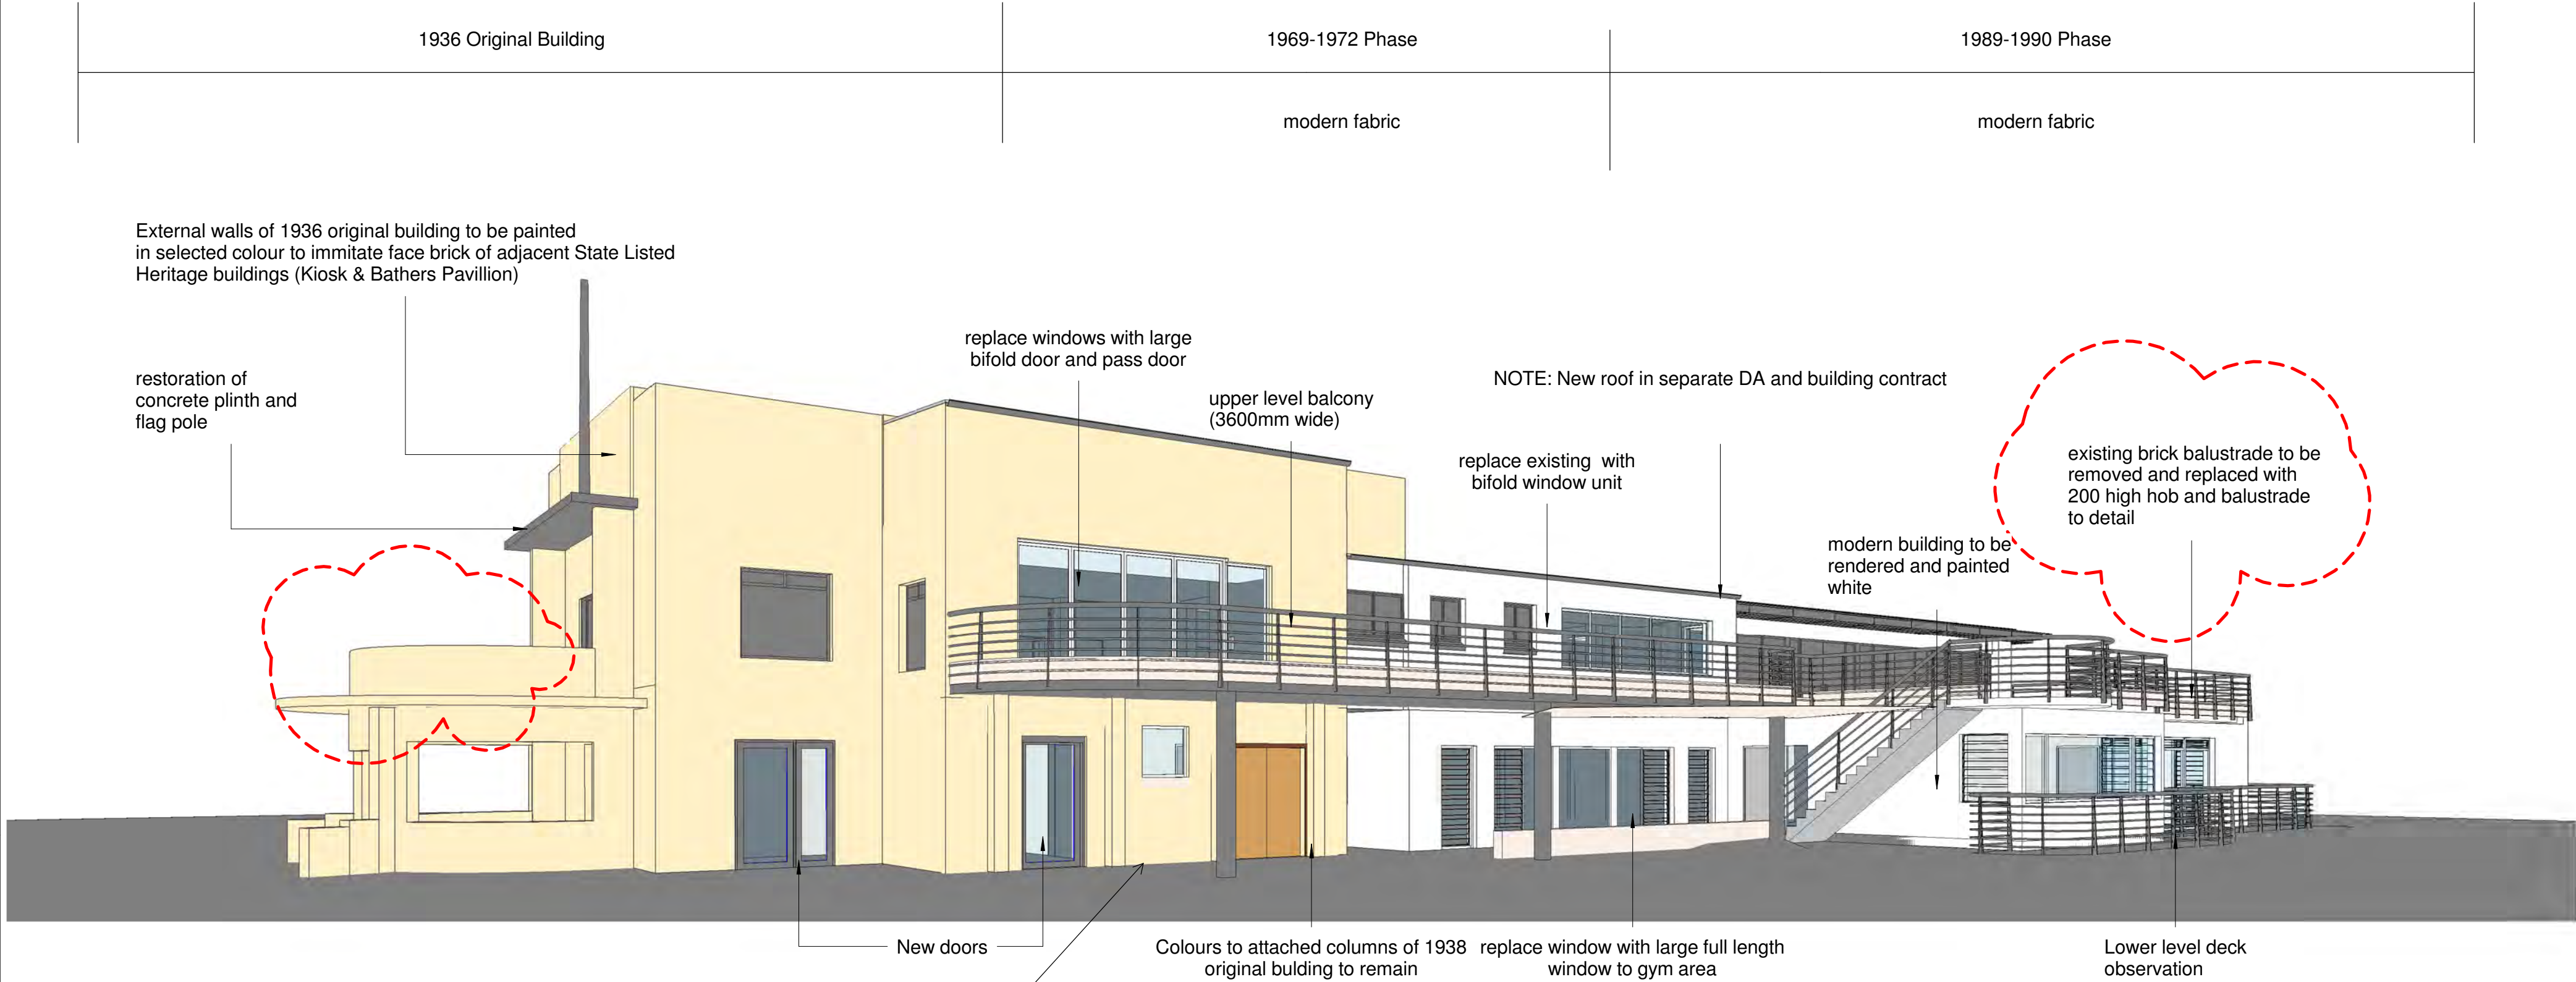 1936 Original Building
1969-1972 Phase
1989-1990 Phase
modern fabric
modern fabric
External walls of 1936 original building to be painted
in selected colour to immitate face brick of adjacent State Listed
Heritage buildings (Kiosk & Bathers Pavillion)
restoration of
concrete plinth and
flag pole
replace windows with large
bifold door and pass door
upper level balcony
(3600mm wide)
NOTE: New roof in separate DA and building contract
replace existing with
bifold window unit
existing brick balustrade to be
removed and replaced with
200 high hob and balustrade
to detail
modern building to be
rendered and painted
white
New doors
Colours to attached columns of 1938
original bulding to remain
replace window with large full length
window to gym area
Lower level deck
observation